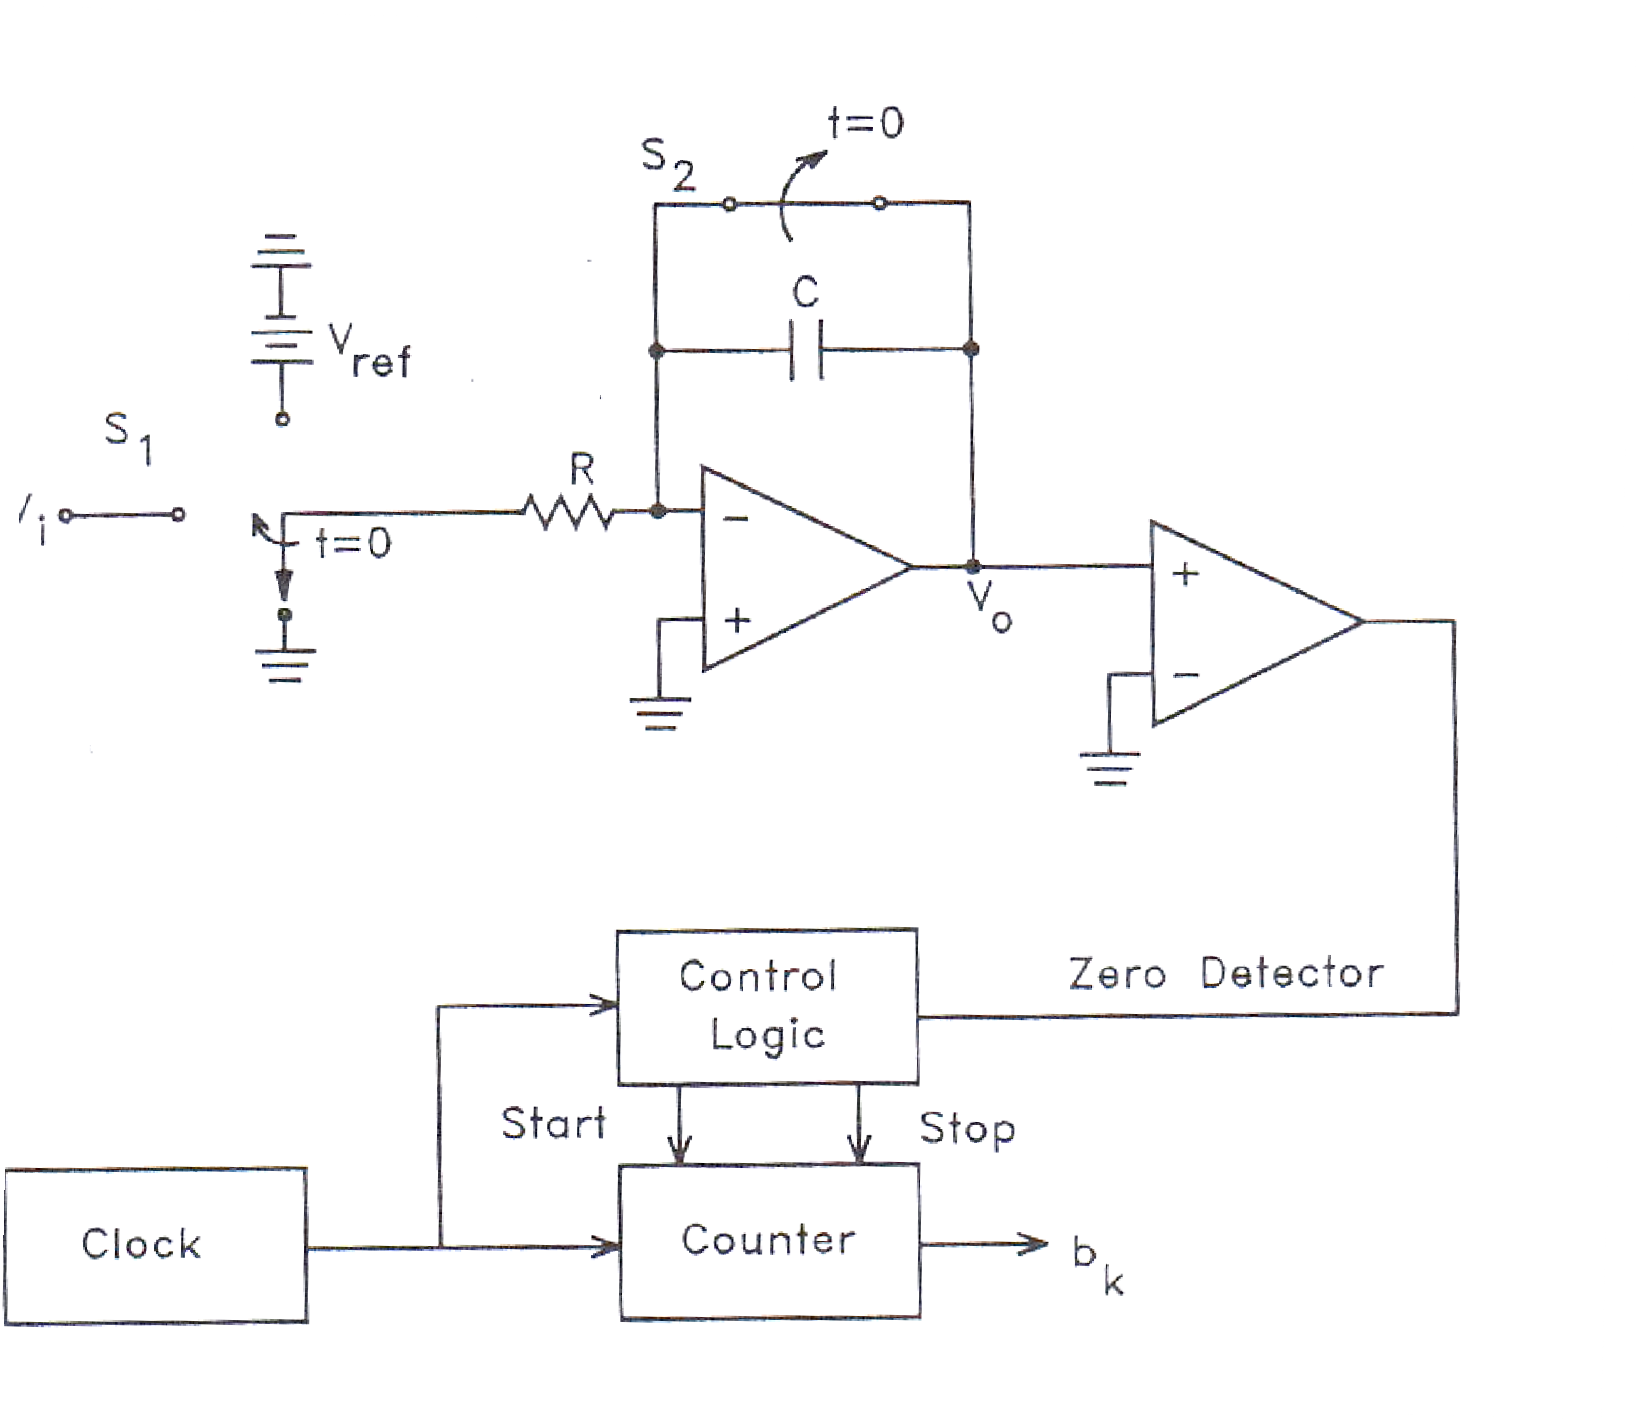 t=0
S2
C
Vref
S1
R
i
t=0
−
+
Vo
+
−
Control
Logic
Zero Detector
Start
Stop
Clock
Counter
bk